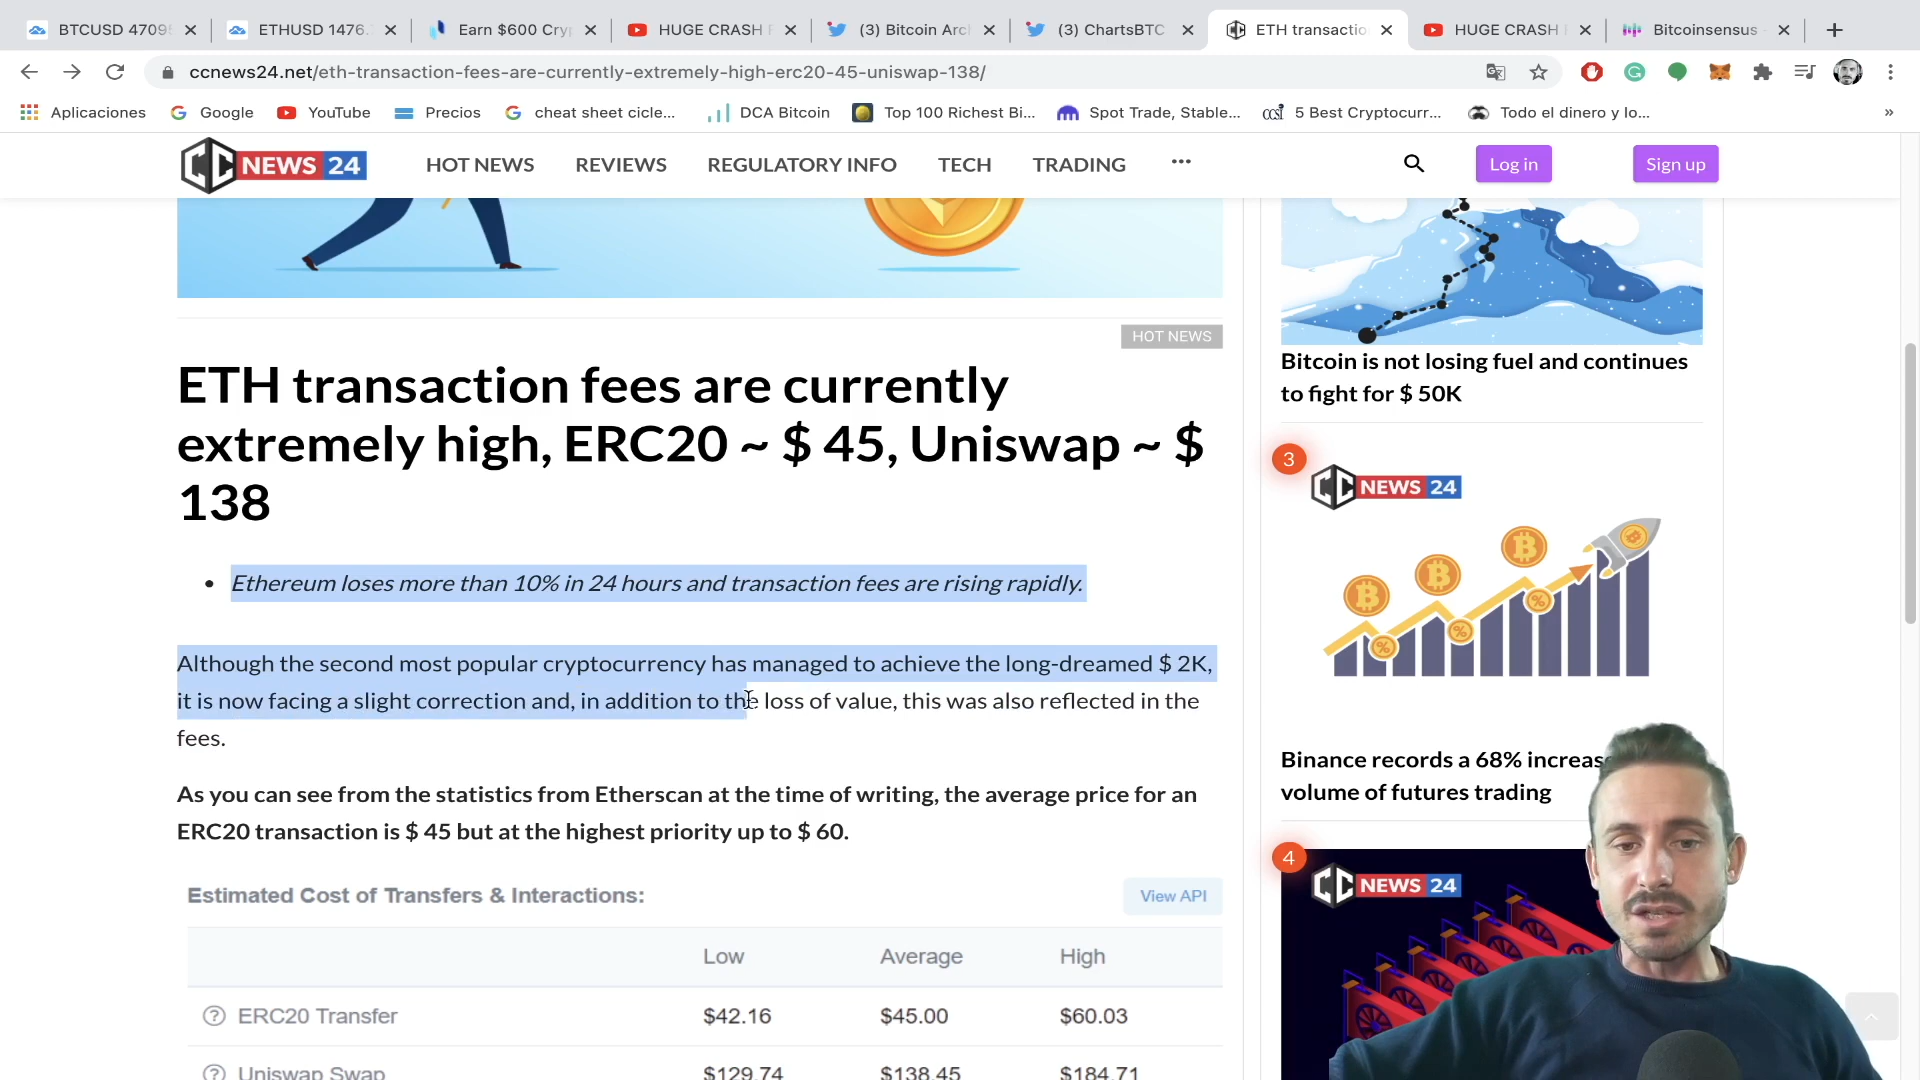 BTCUSD 4709
ETHUSD 1476.
Earn $600 Cry
HUGE CRASH
(3) Bitcoin Arc
(3) ChartsBTC
ETH transactio
HUGE CRASH
Bitcoinsensus
ccnews24.net/eth-transaction-fees-are-currently-extremely-high-erc20-45-uniswap-138/
Aplicaciones
Google
YouTube
Precios
cheat sheet cicle...
DCA Bitcoin
Top 100 Richest Bi...
Spot Trade, Stable...
5 Best Cryptocurr...
Todo el dinero y lo...
»
CC NEWS 24
HOT NEWS
REVIEWS
REGULATORY INFO
TECH
TRADING
...
Log in
Sign up
HOT NEWS
ETH transaction fees are currently
extremely high, ERC20 ~ $ 45, Uniswap ~ $
138
• Ethereum loses more than 10% in 24 hours and transaction fees are rising rapidly.
Although the second most popular cryptocurrency has managed to achieve the long-dreamed $ 2K,
it is now facing a slight correction and, in addition to the loss of value, this was also reflected in the
fees.
As you can see from the statistics from Etherscan at the time of writing, the average price for an
ERC20 transaction is $ 45 but at the highest priority up to $ 60.
Estimated Cost of Transfers & Interactions:
View API
Low Average High
ERC20 Transfer $42.16 $45.00 $60.03
Uniswap Swap $129.74 $138.45 $184.71
Bitcoin is not losing fuel and continues
to fight for $ 50K
3
CC NEWS 24
Binance records a 68% increas
volume of futures trading
4
CC NEWS 24